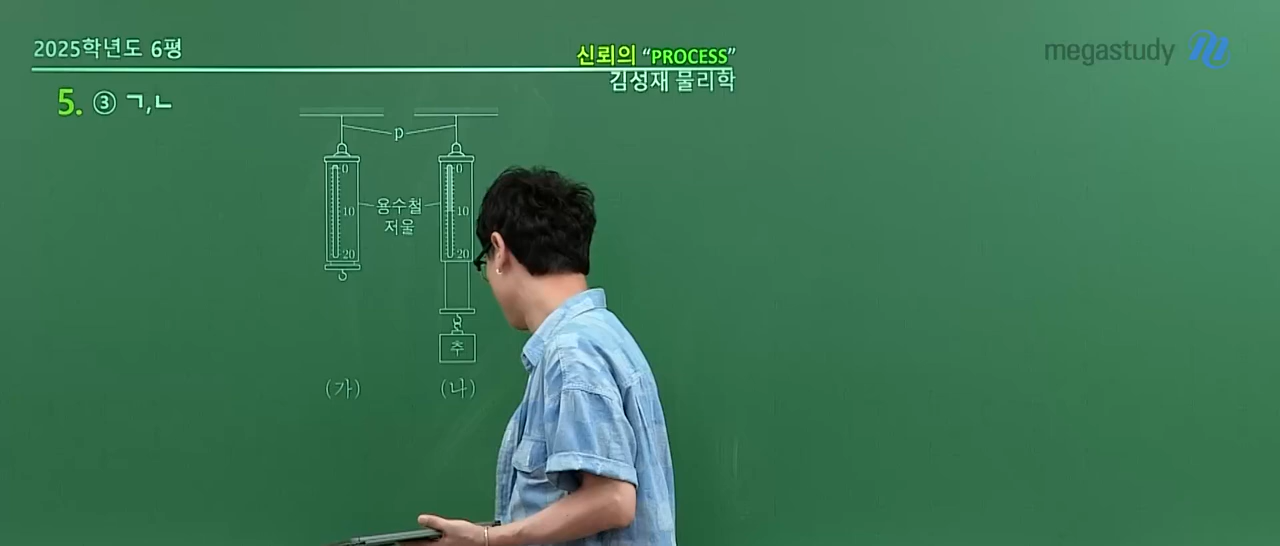 2025학년도 6평
신뢰의 “PROCESS”
김성재 물리학
megastudy
5. ③ ㄱ,ㄴ
p
0
10
20
0
10
20
용수철
저울
추
(가)
(나)